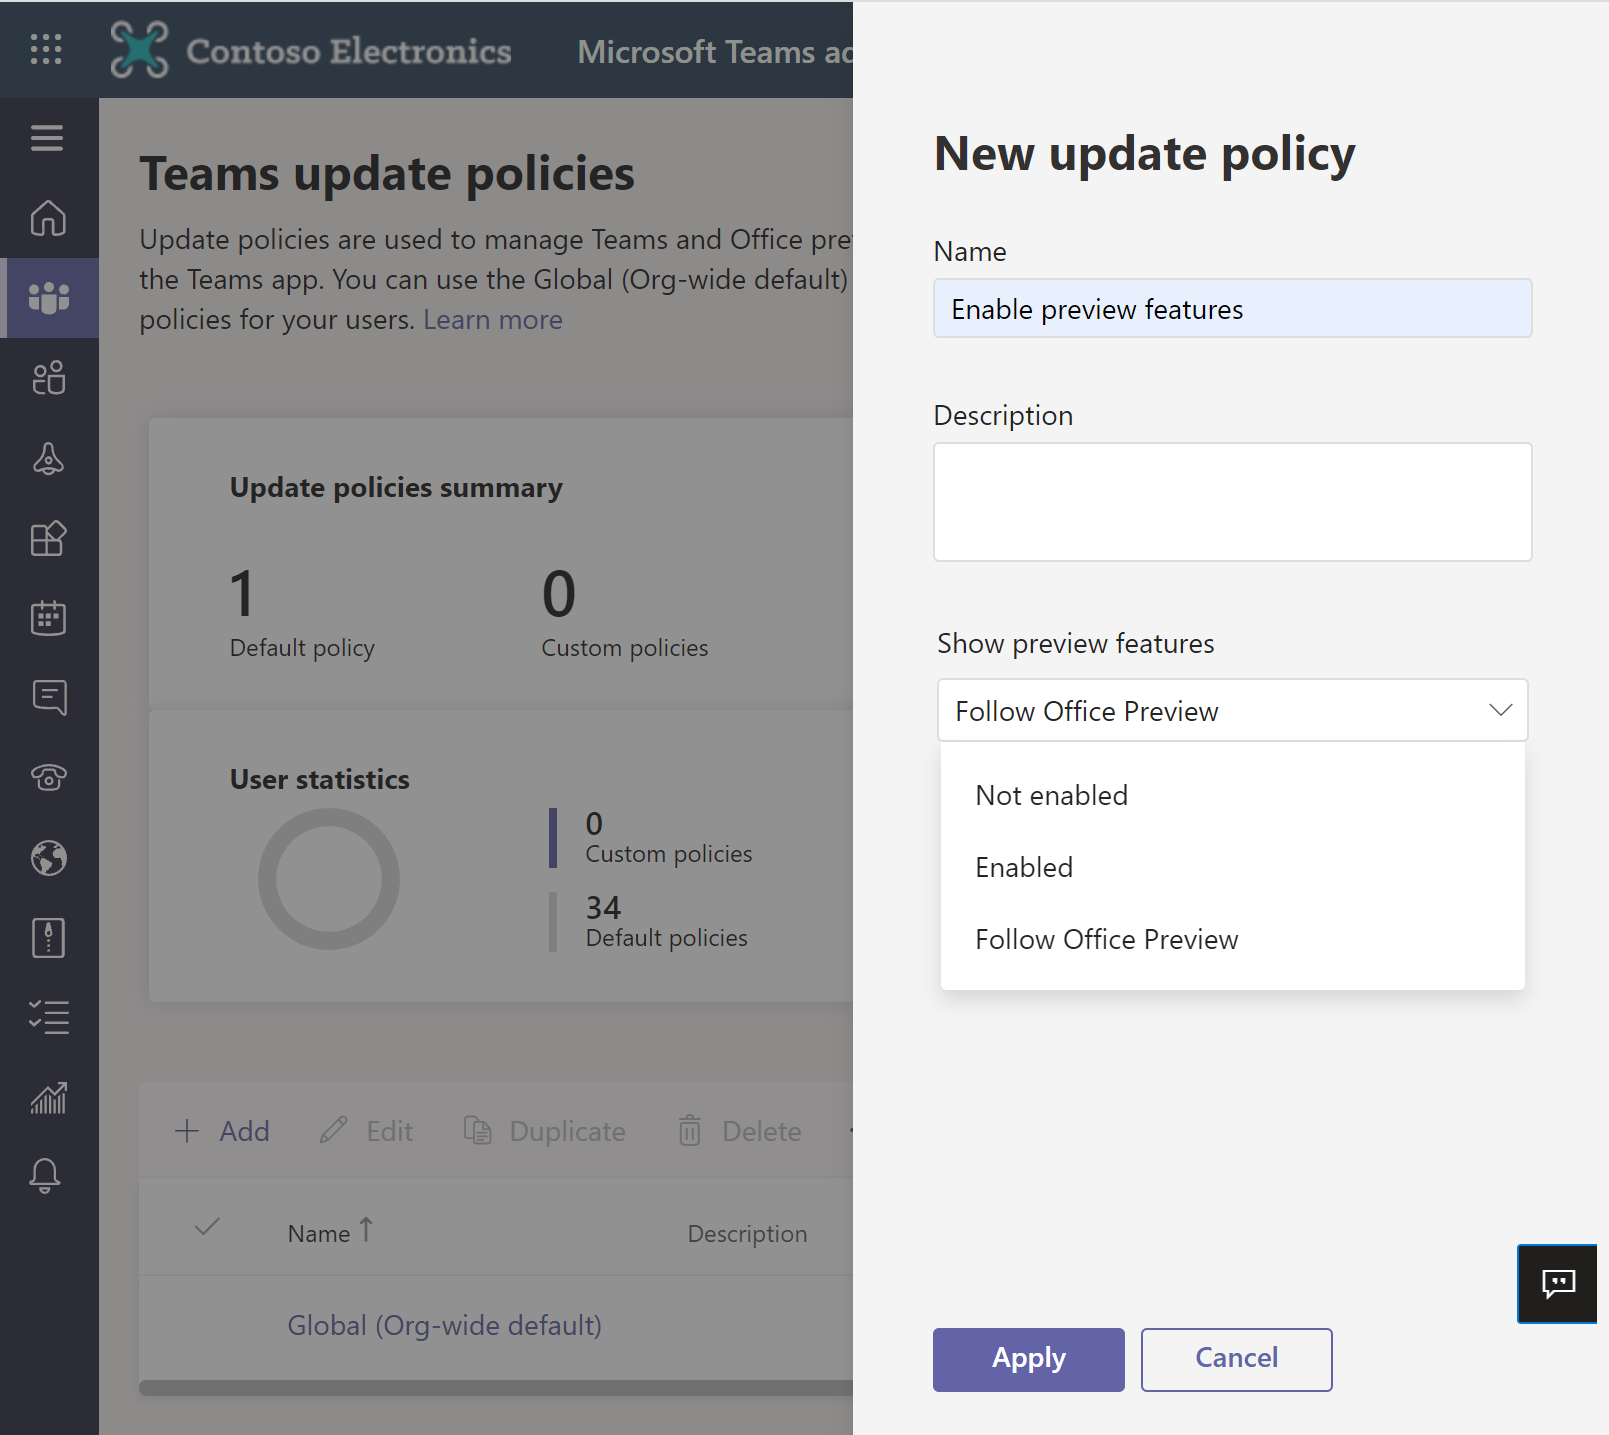 Contoso Electronics
Microsoft Teams ad
Teams update policies
Update policies are used to manage Teams and Office pre
the Teams app. You can use the Global (Org-wide default)
policies for your users. Learn more
Update policies summary
1
Default policy
0
Custom policies
User statistics
0
Custom policies
34
Default policies
Add
Edit
Duplicate
Delete
Name
Description
Global (Org-wide default)
New update policy
Name
Enable preview features
Description
Show preview features
Follow Office Preview
Not enabled
Enabled
Follow Office Preview
Apply
Cancel